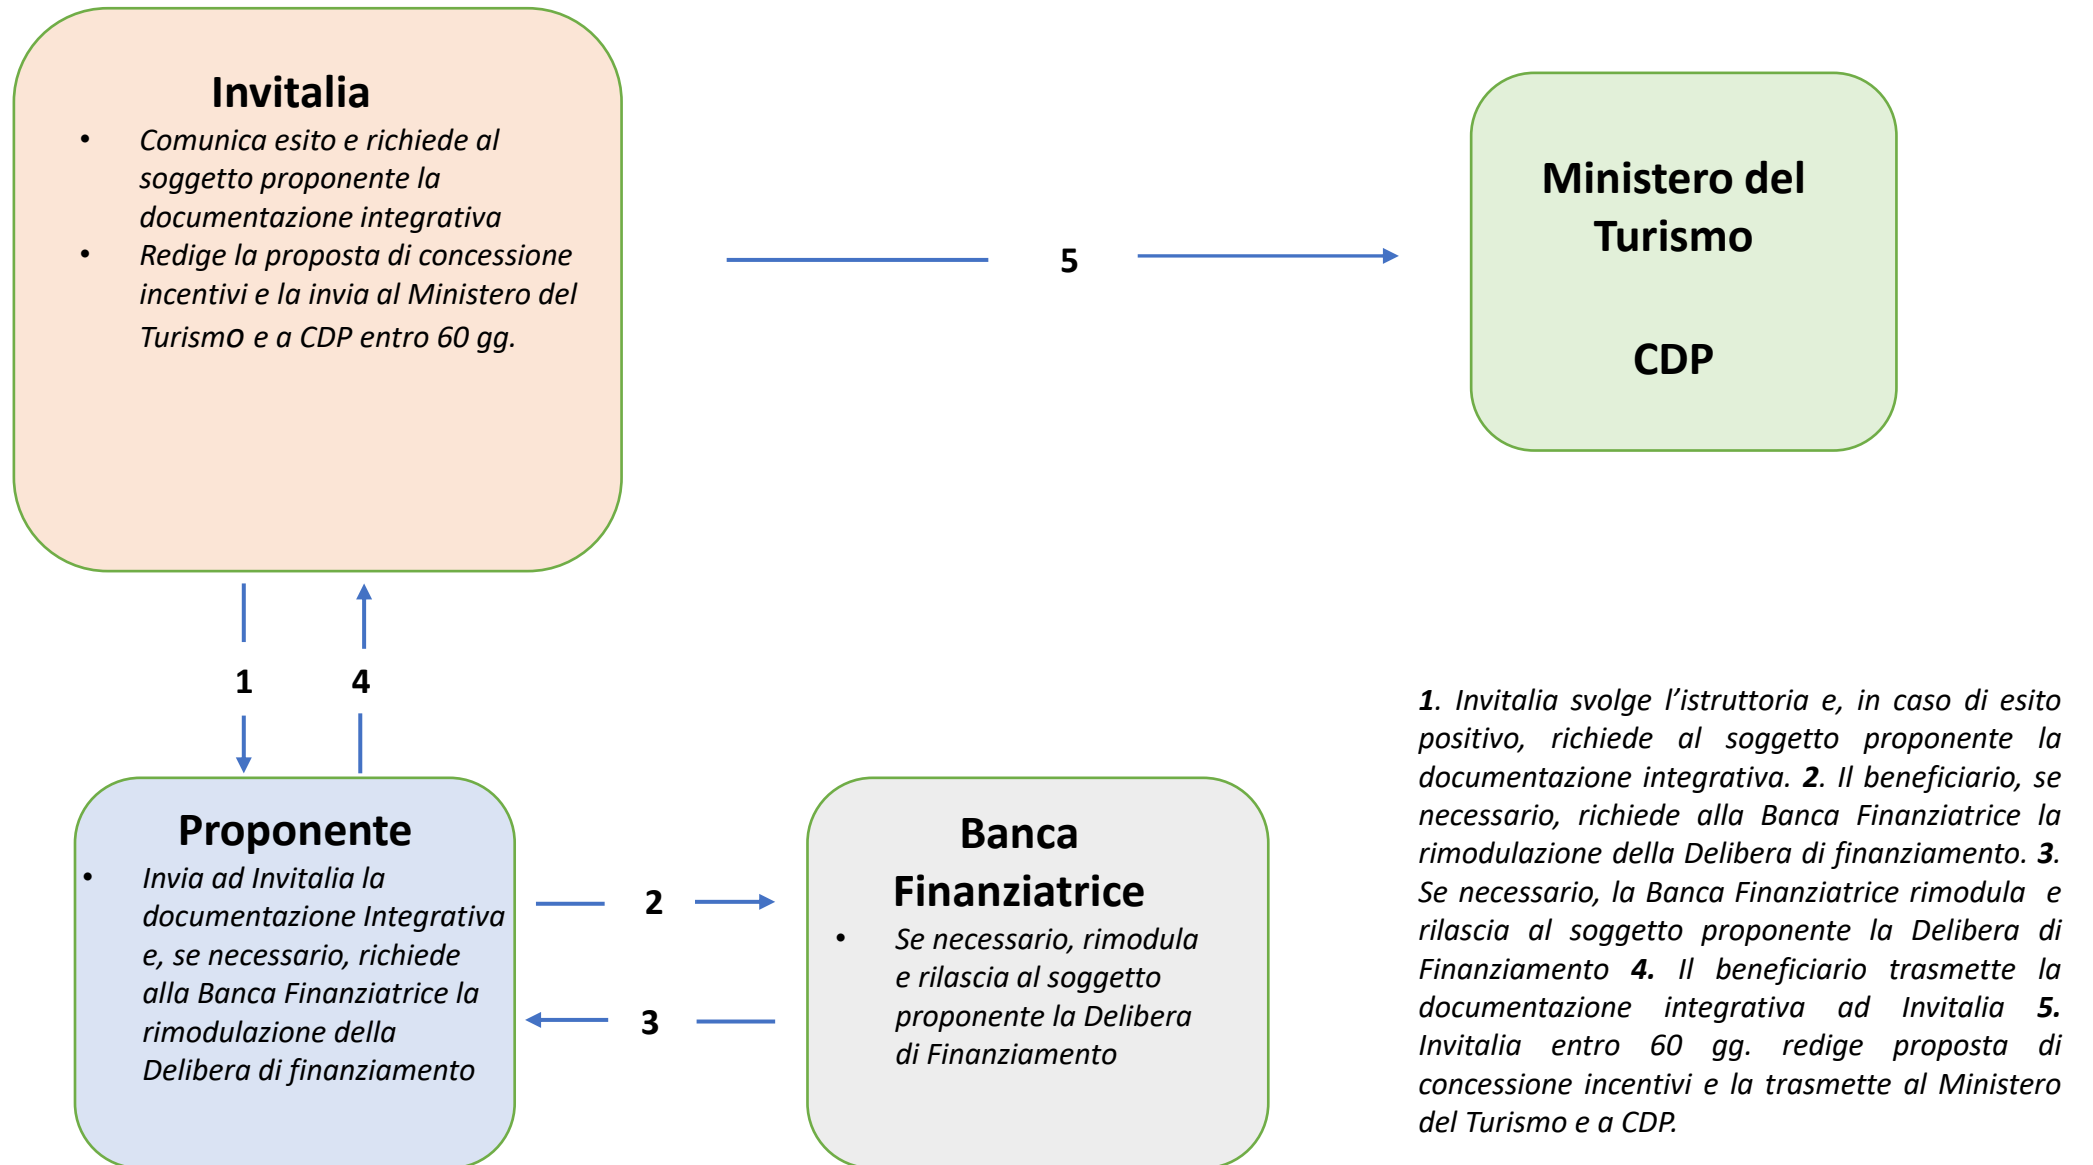 Invitalia
• Comunica esito e richiede al
soggetto proponente la
documentazione integrativa
• Redige la proposta di concessione
incentivi e la invia al Ministero del
Turismo e a CDP entro 60 gg.
5
Ministero del
Turismo
CDP
1 4
Proponente
• Invia ad Invitalia la
documentazione Integrativa
e, se necessario, richiede
alla Banca Finanziatrice la
rimodulazione della
Delibera di finanziamento
2
3
Banca
Finanziatrice
• Se necessario, rimodula
e rilascia al soggetto
proponente la Delibera
di Finanziamento
1. Invitalia svolge l’istruttoria e, in caso di esito
positivo, richiede al soggetto proponente la
documentazione integrativa. 2. Il beneficiario, se
necessario, richiede alla Banca Finanziatrice la
rimodulazione della Delibera di finanziamento. 3.
Se necessario, la Banca Finanziatrice rimodula e
rilascia al soggetto proponente la Delibera di
Finanziamento 4. Il beneficiario trasmette la
documentazione integrativa ad Invitalia 5.
Invitalia entro 60 gg. redige proposta di
concessione incentivi e la trasmette al Ministero
del Turismo e a CDP.